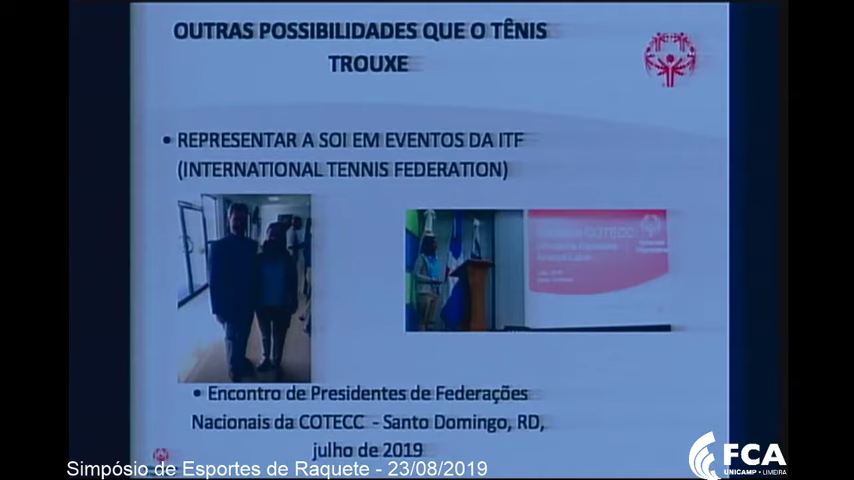 OUTRAS POSSIBILIDADES QUE O TÊNIS
TROUXE
• REPRESENTAR A SOI EM EVENTOS DA ITF
(INTERNATIONAL TENNIS FEDERATION)
COTECC
• Encontro de Presidentes de Federações
Nacionais da COTECC - Santo Domingo, RD,
julho de 2019
Simpósio de Esportes de Raquete - 23/08/2019
FCA
UNICAMP • LIMEIRA